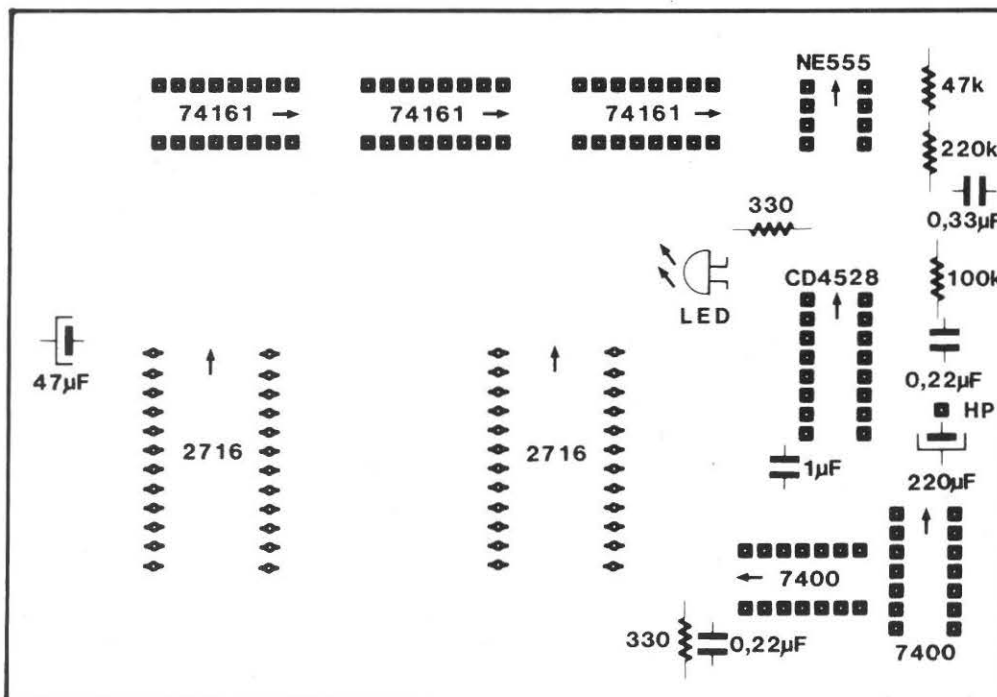 NE555
47k
74161
74161
74161
220k
330
0,33µF
CD4528
100k
LED
47µF
0,22µF
HP
2716
2716
1µF
220µF
7400
330
0,22µF
7400